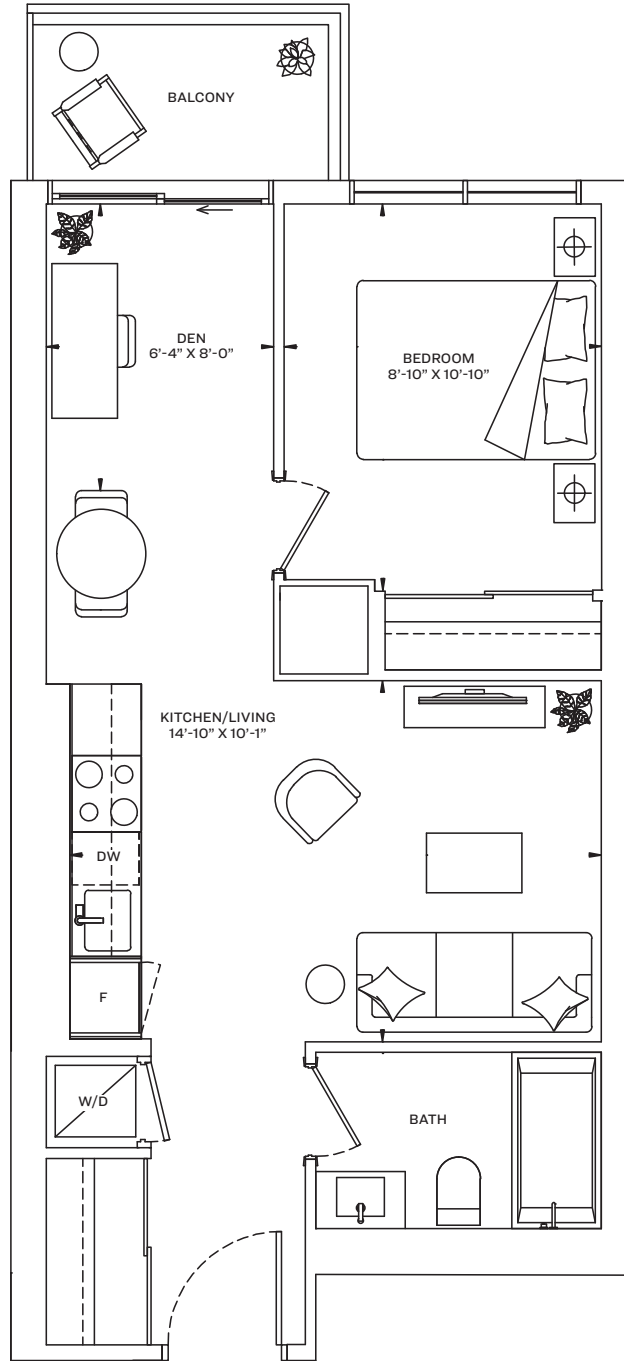 BALCONY
DEN
6’-4” X 8’-0”
BEDROOM
8’-10” X 10’-10”
KITCHEN/LIVING
14’-10” X 10’-1”
DW
F
W/D
BATH